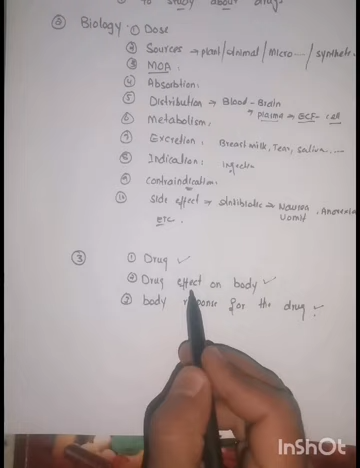 ① To study about drugs
② Biology ① Dose
② Sources → plant/animal/micro..../synthetic
③ MOA.
④ Absorbtion:
⑤ Distribution → Blood-Brain
→ plasma → ECF - cell
⑥ Metabolism.
⑦ Excretion: Breast milk, Tear, saliva.....
⑧ Indication:
⑨ Contraindication:
⑩ Side effect → Antibiotic → Nausea, Anorexia
ETC. Vomit
③ ① Drug ✓
② Drug effect on body ✓
③ body response for the drug ✓
InShOt